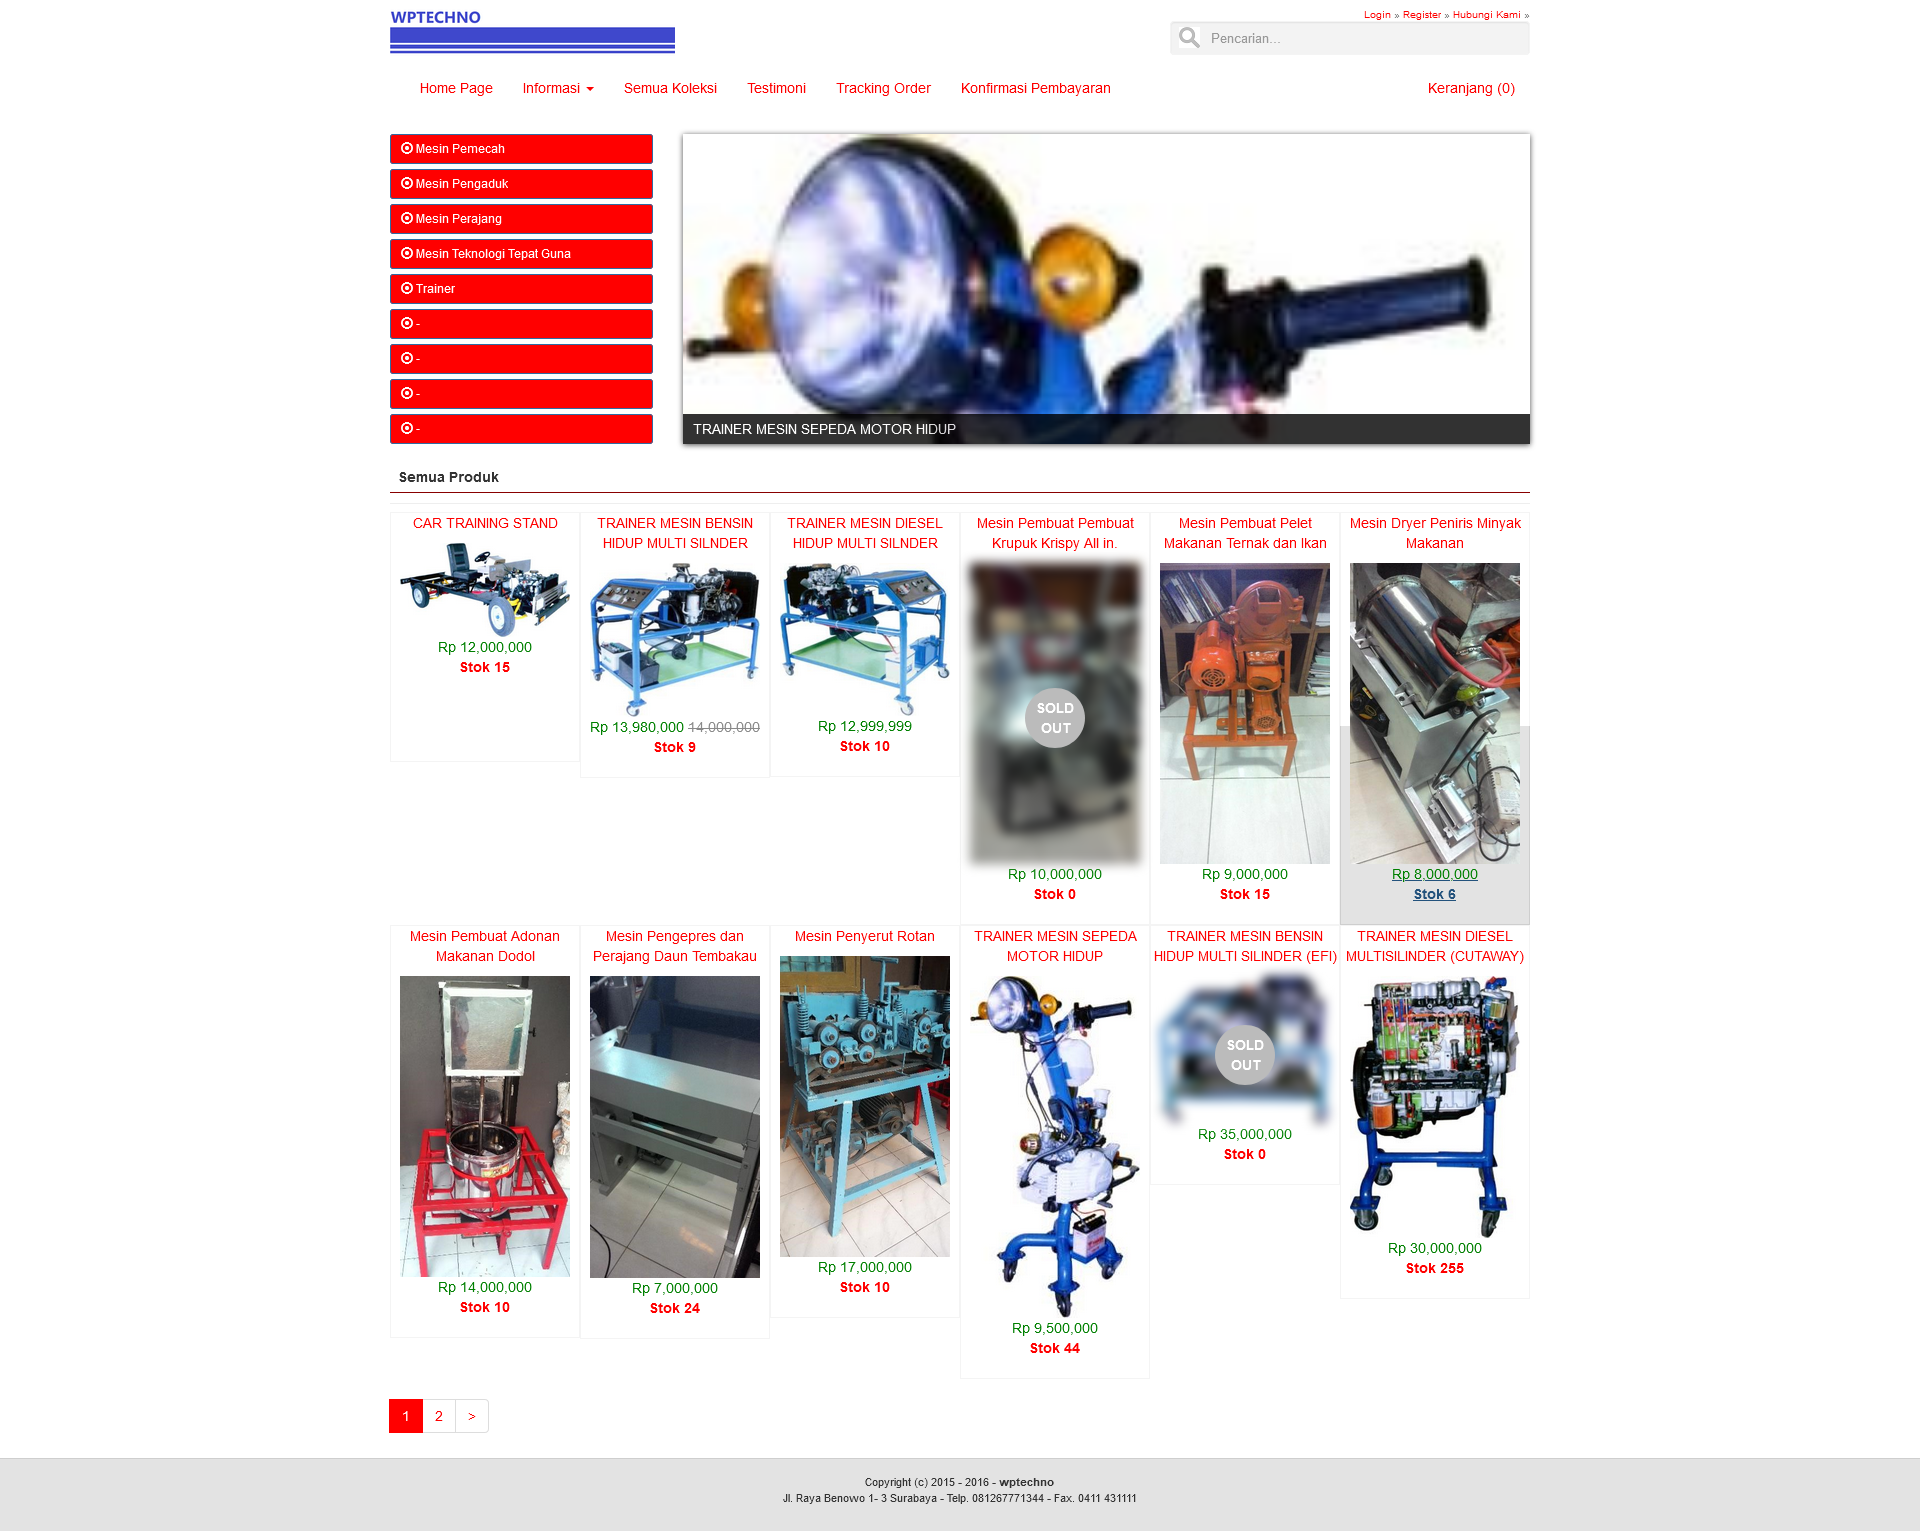 WPTECHNO
Login » Register » Hubungi Kami »
Pencarian...
Home Page
Informasi
Semua Koleksi
Testimoni
Tracking Order
Konfirmasi Pembayaran
Keranjang (0)
Mesin Pemecah
Mesin Pengaduk
Mesin Perajang
Mesin Teknologi Tepat Guna
Trainer
-
-
-
-
TRAINER MESIN SEPEDA MOTOR HIDUP
Semua Produk
CAR TRAINING STAND
Rp 12,000,000
Stok 15
TRAINER MESIN BENSIN
HIDUP MULTI SILNDER
Rp 13,980,000 14,000,000
Stok 9
TRAINER MESIN DIESEL
HIDUP MULTI SILNDER
Rp 12,999,999
Stok 10
Mesin Pembuat Pembuat
Krupuk Krispy All in.
SOLD
OUT
Rp 10,000,000
Stok 0
Mesin Pembuat Pelet
Makanan Ternak dan Ikan
Rp 9,000,000
Stok 15
Mesin Dryer Peniris Minyak
Makanan
Rp 8,000,000
Stok 6
Mesin Pembuat Adonan
Makanan Dodol
Rp 14,000,000
Stok 10
Mesin Pengepres dan
Perajang Daun Tembakau
Rp 7,000,000
Stok 24
Mesin Penyerut Rotan
Rp 17,000,000
Stok 10
TRAINER MESIN SEPEDA
MOTOR HIDUP
Rp 9,500,000
Stok 44
TRAINER MESIN BENSIN
HIDUP MULTI SILINDER (EFI)
SOLD
OUT
Rp 35,000,000
Stok 0
TRAINER MESIN DIESEL
MULTISILINDER (CUTAWAY)
Rp 30,000,000
Stok 255
1
2
>
Copyright (c) 2015 - 2016 - wptechno
Jl. Raya Benowo 1- 3 Surabaya - Telp. 081267771344 - Fax. 0411 431111